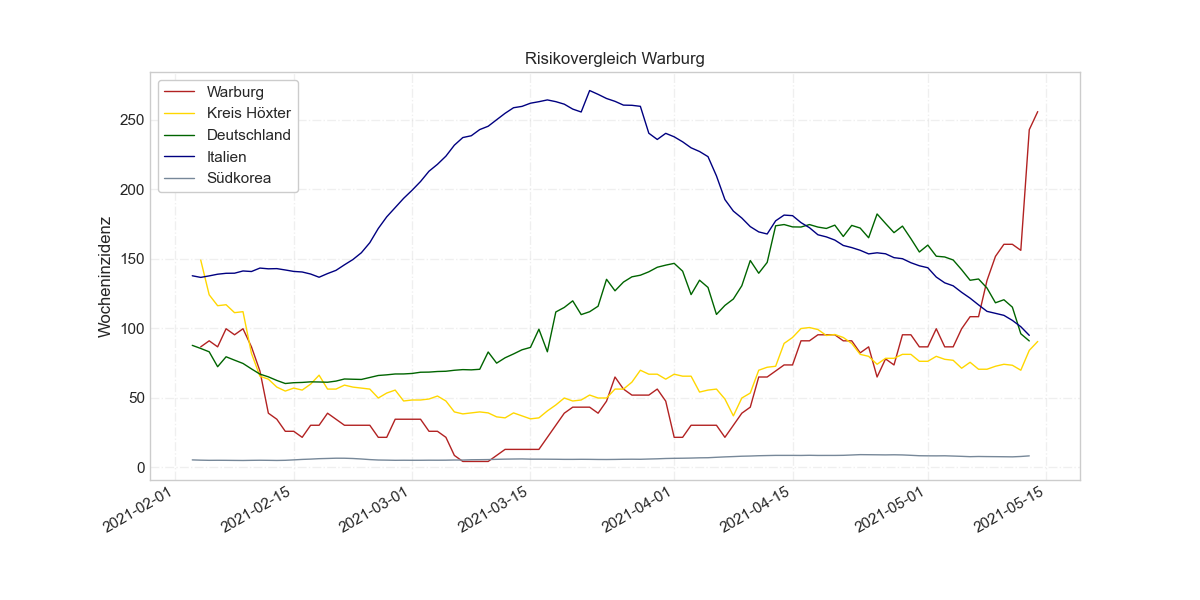 Risikovergleich Warburg
Warburg
Kreis Höxter
Deutschland
Italien
Südkorea
Wocheninzidenz
250
200
150
100
50
0
2021-02-01
2021-02-15
2021-03-01
2021-03-15
2021-04-01
2021-04-15
2021-05-01
2021-05-15